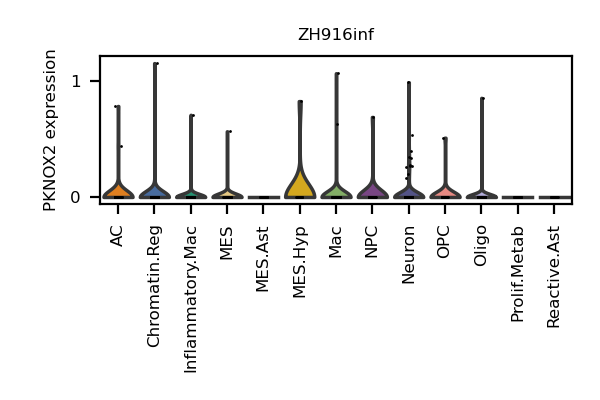 ZH916inf
PKNOX2 expression
1
0
AC
Chromatin.Reg
Inflammatory.Mac
MES
MES.Ast
MES.Hyp
Mac
NPC
Neuron
OPC
Oligo
Prolif.Metab
Reactive.Ast